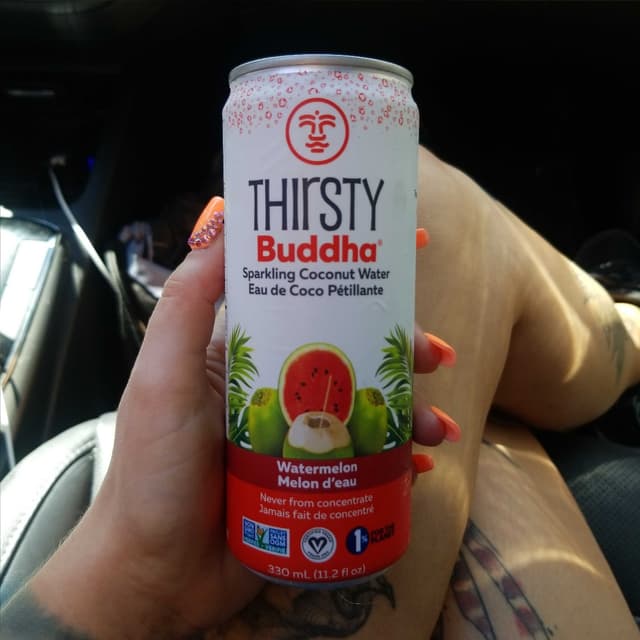 THIrSTY
Buddha®
Sparkling Coconut Water
Eau de Coco Pétillante
Watermelon
Melon d'eau
Never from concentrate
Jamais fait de concentré
1%
330 mL (11.2 fl oz)